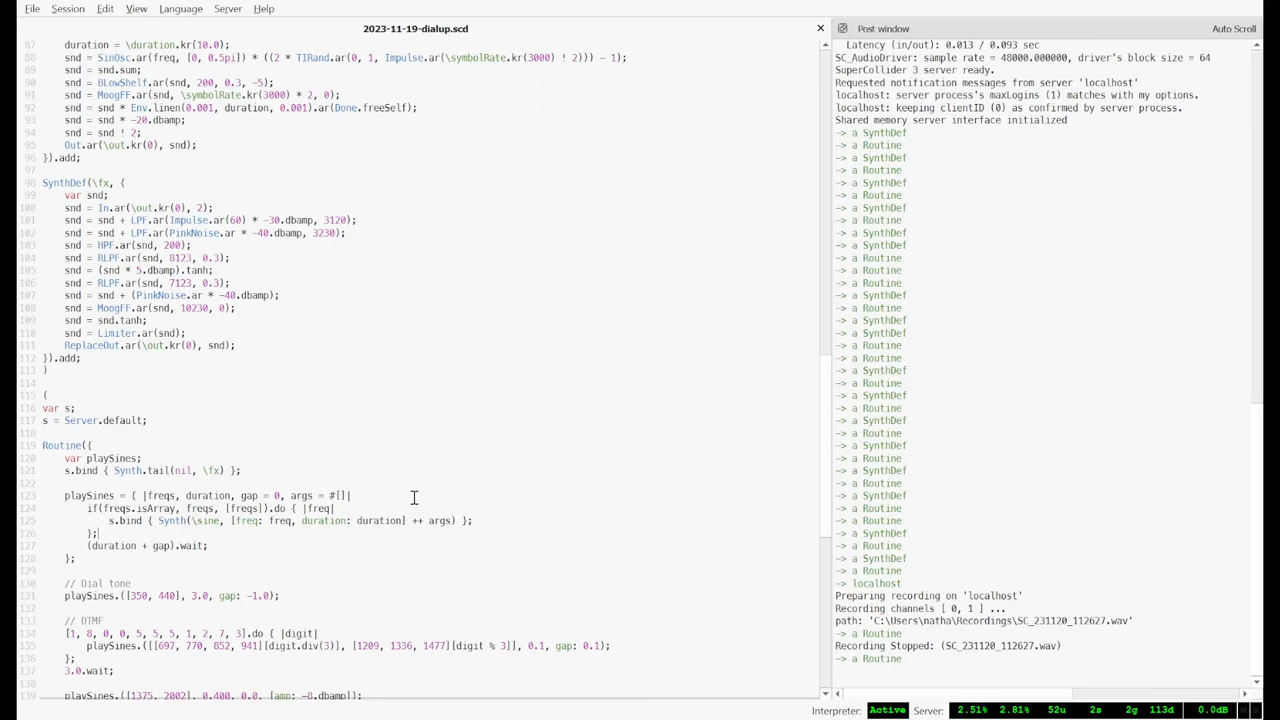 File Session Edit View Language Server Help
2023-11-19-dialup.scd
87 duration = \duration.kr(10.0);
88 snd = SinOsc.ar(freq, [0, 0.5pi]) * ((2 * TIRand.ar(0, 1, Impulse.ar(\symbolRate.kr(3000) ! 2))) - 1);
89 snd = snd.sum;
90 snd = BLowShelf.ar(snd, 200, 0.3, -5);
91 snd = MoogFF.ar(snd, \symbolRate.kr(3000) * 2, 0);
92 snd = snd * Env.linen(0.001, duration, 0.001).ar(Done.freeSelf);
93 snd = snd * -20.dbamp;
94 snd = snd ! 2;
95 Out.ar(\out.kr(0), snd);
96 }).add;
97
98 SynthDef(\fx, {
99 var snd;
100 snd = In.ar(\out.kr(0), 2);
101 snd = snd + LPF.ar(Impulse.ar(60) * -30.dbamp, 3120);
102 snd = snd + LPF.ar(PinkNoise.ar * -40.dbamp, 3230);
103 snd = HPF.ar(snd, 200);
104 snd = RLPF.ar(snd, 8123, 0.3);
105 snd = (snd * 5.dbamp).tanh;
106 snd = RLPF.ar(snd, 7123, 0.3);
107 snd = snd + (PinkNoise.ar * -40.dbamp);
108 snd = MoogFF.ar(snd, 10230, 0);
109 snd = snd.tanh;
110 snd = Limiter.ar(snd);
111 ReplaceOut.ar(\out.kr(0), snd);
112 }).add;
113 )
114
115 (
116 var s;
117 s = Server.default;
118
119 Routine({
120 var playSines;
121 s.bind { Synth.tail(nil, \fx) };
122
123 playSines = { |freqs, duration, gap = 0, args = #[]|
124 if(freqs.isArray, freqs, [freqs]).do { |freq|
125 s.bind { Synth(\sine, [freq: freq, duration: duration] ++ args) };
126 };
127 (duration + gap).wait;
128 };
129
130 // Dial tone
131 playSines.([350, 440], 3.0, gap: -1.0);
132
133 // DTMF
134 [1, 8, 0, 0, 5, 5, 5, 1, 2, 7, 3].do { |digit|
135 playSines.([[697, 770, 852, 941][digit.div(3)], [1209, 1336, 1477][digit % 3]], 0.1, gap: 0.1);
136 };
137 3.0.wait;
138
139 playSines.([1375, 2002], 0.400, 0.0, [amp: -8.dbamp]);
Post window Auto Scroll
Latency (in/out): 0.013 / 0.093 sec
SC_AudioDriver: sample rate = 48000.000000, driver's block size = 64
SuperCollider 3 server ready.
Requested notification messages from server 'localhost'
localhost: server process's maxLogins (1) matches with my options.
localhost: keeping clientID (0) as confirmed by server process.
Shared memory server interface initialized
-> a SynthDef
-> a Routine
-> a SynthDef
-> a Routine
-> a SynthDef
-> a Routine
-> a SynthDef
-> a Routine
-> a SynthDef
-> a SynthDef
-> a Routine
-> a Routine
-> a SynthDef
-> a SynthDef
-> a Routine
-> a SynthDef
-> a SynthDef
-> a Routine
-> a Routine
-> a SynthDef
-> a Routine
-> a SynthDef
-> a Routine
-> a SynthDef
-> a Routine
-> a SynthDef
-> a Routine
-> a SynthDef
-> a Routine
-> a SynthDef
-> a Routine
-> a SynthDef
-> a Routine
-> a SynthDef
-> a SynthDef
-> a Routine
-> localhost
Preparing recording on 'localhost'
Recording channels [ 0, 1 ] ...
path: 'C:\Users\natha\Recordings\SC_231120_112627.wav'
-> a Routine
Recording Stopped: (SC_231120_112627.wav)
-> a Routine
Interpreter: Active Server: 2.51% 2.81% 52u 2s 2g 113d 0.0dB